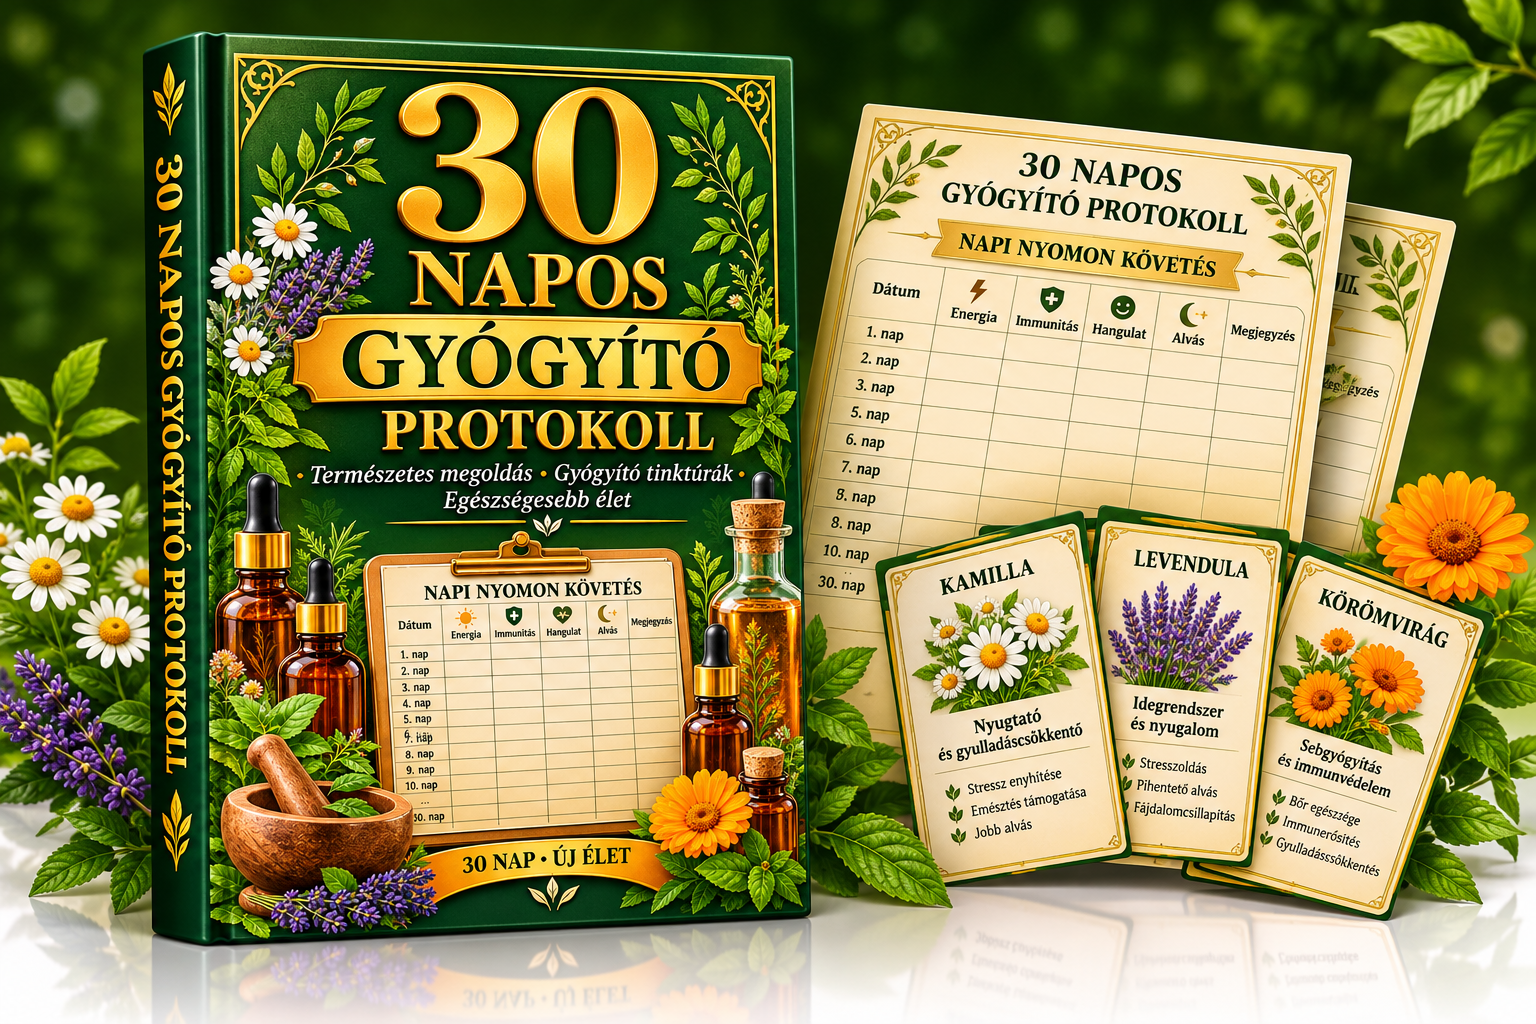 30 NAPOS GYÓGYÍTÓ PROTOKOLL
30
NAPOS
GYÓGYÍTÓ
PROTOKOLL
• Természetes megoldás • Gyógyító tinktúrák •
Egészségesebb élet
NAPI NYOMON KÖVETÉS
Dátum Energia Immunitás Hangulat Alvás Megjegyzés
1. nap
2. nap
3. nap
4. nap
5. nap
8. nap
9. nap
10. nap
...
30. nap
30 NAP • ÚJ ÉLET
30 NAPOS
GYÓGYÍTÓ PROTOKOLL
NAPI NYOMON KÖVETÉS
Dátum Energia Immunitás Hangulat Alvás Megjegyzés
1. nap
2. nap
3. nap
5. nap
6. nap
7. nap
8. nap
8. nap
10. nap
30. nap
KAMILLA
Nyugtató
és gyulladáscsökkentő
Stressz enyhítése
Emésztés támogatása
Jobb alvás
LEVENDULA
Idegrendszer
és nyugalom
Stresszoldás
Pihentető alvás
Fájdalomcsillapítás
KÖRÖMVIRÁG
Sebgyógyítás
és immunvédelem
Bőr egészzége
Immunerősítés
Gyulladásssökkentés